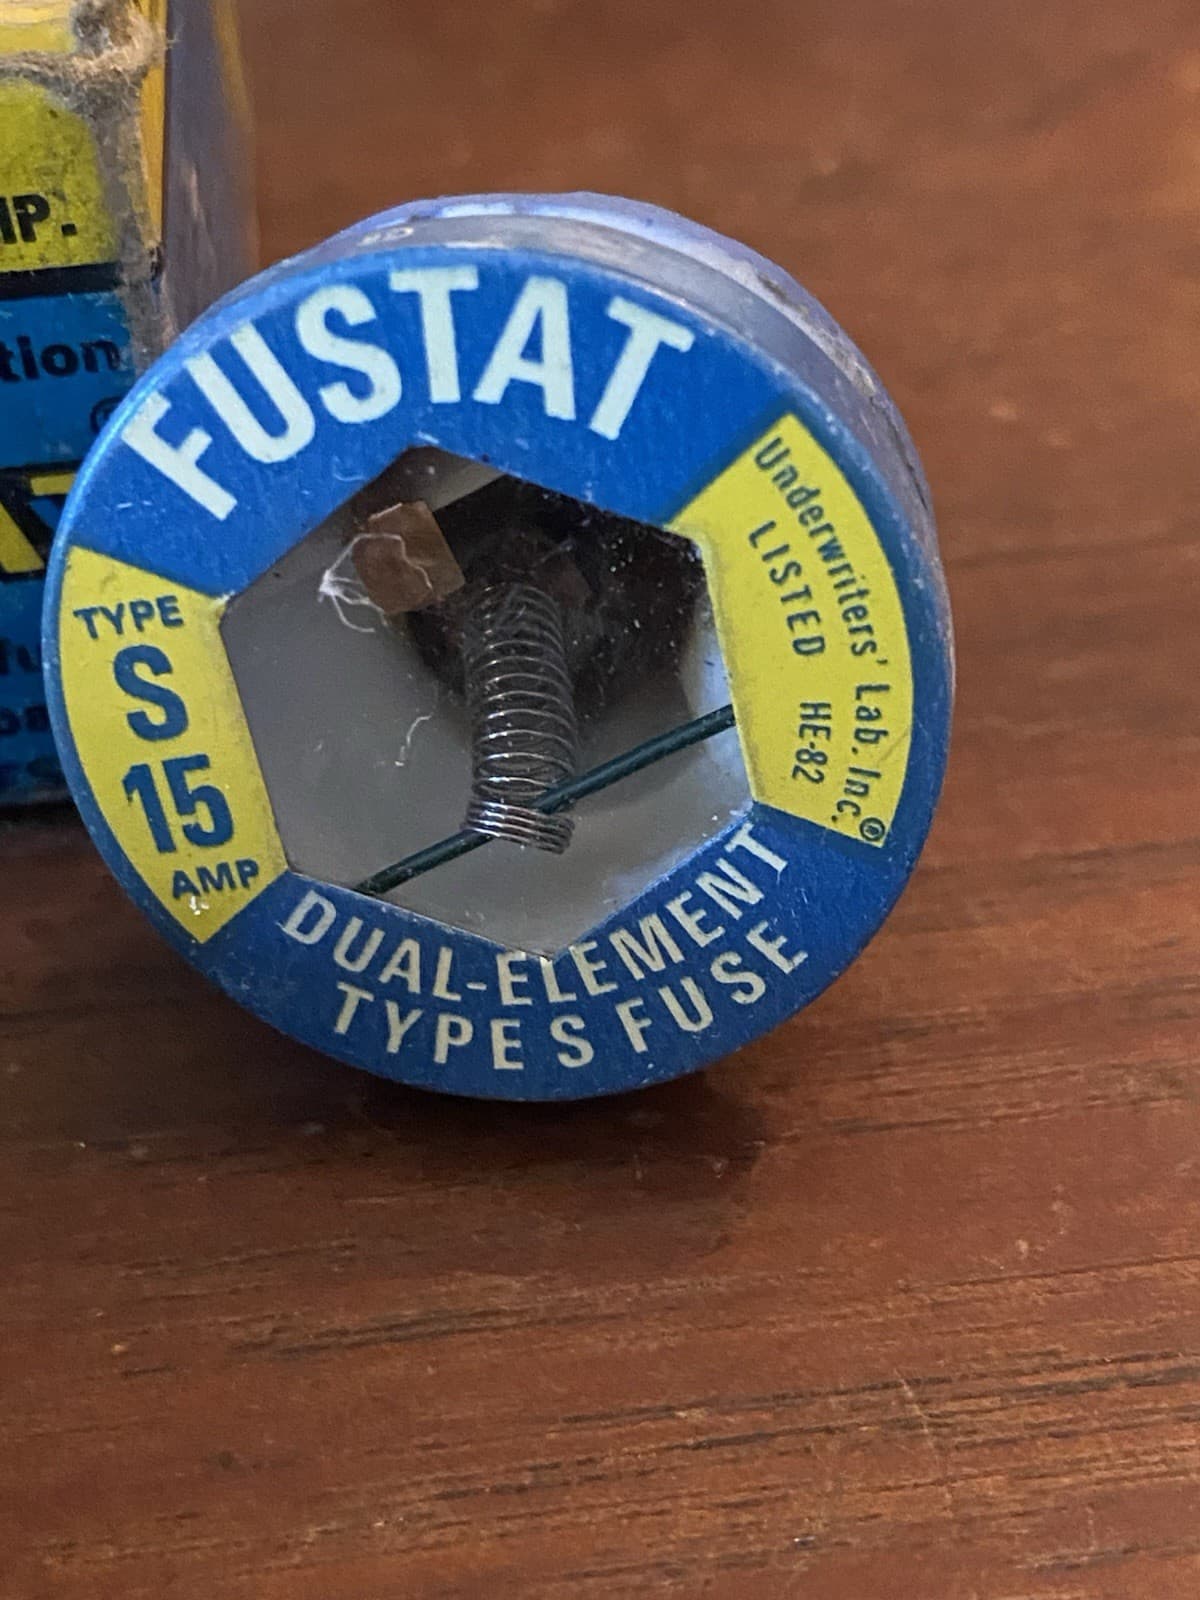 IP.
tion
FUSTAT
TYPE
S
15
AMP
Underwriters' Lab. Inc.®
LISTED HE-82
DUAL-ELEMENT
TYPE S FUSE